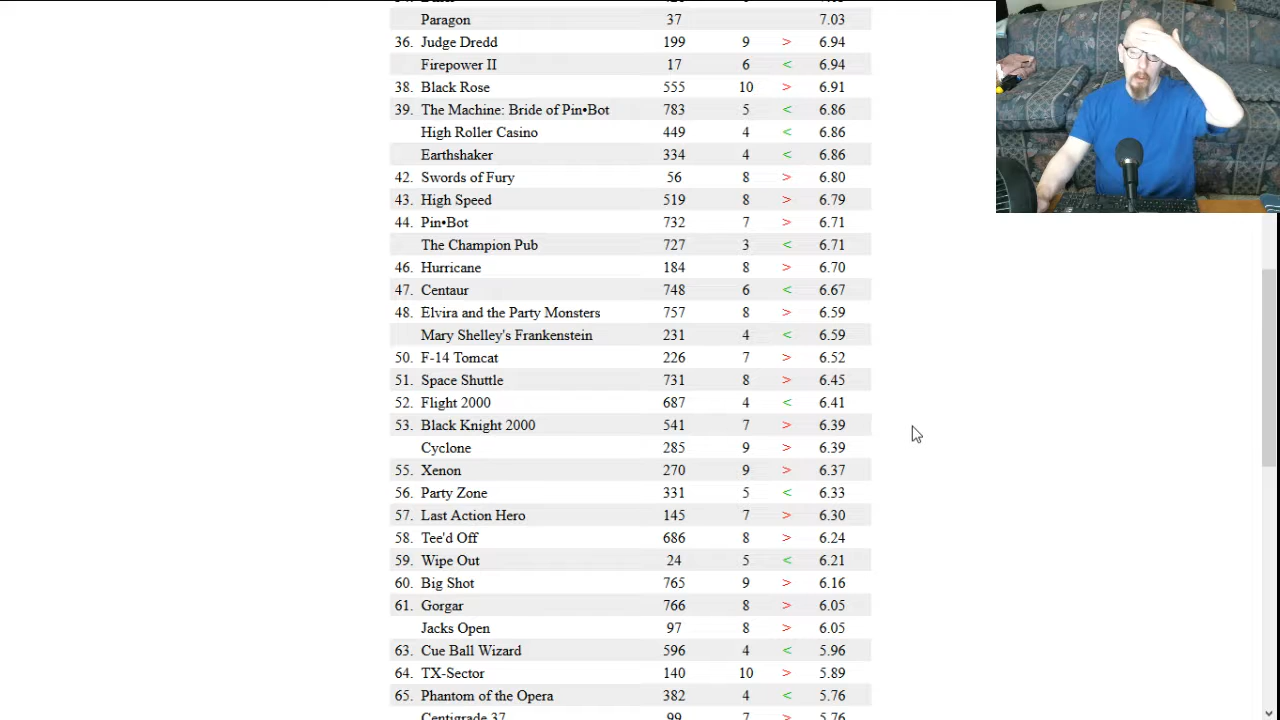 Paragon 37 7.03
36. Judge Dredd 199 9 > 6.94
Firepower II 17 6 < 6.94
38. Black Rose 555 10 > 6.91
39. The Machine: Bride of Pin•Bot 783 5 < 6.86
High Roller Casino 449 4 < 6.86
Earthshaker 334 4 < 6.86
42. Swords of Fury 56 8 > 6.80
43. High Speed 519 8 > 6.79
44. Pin•Bot 732 7 > 6.71
The Champion Pub 727 3 < 6.71
46. Hurricane 184 8 > 6.70
47. Centaur 748 6 < 6.67
48. Elvira and the Party Monsters 757 8 > 6.59
Mary Shelley's Frankenstein 231 4 < 6.59
50. F-14 Tomcat 226 7 > 6.52
51. Space Shuttle 731 8 > 6.45
52. Flight 2000 687 4 < 6.41
53. Black Knight 2000 541 7 > 6.39
Cyclone 285 9 > 6.39
55. Xenon 270 9 > 6.37
56. Party Zone 331 5 < 6.33
57. Last Action Hero 145 7 > 6.30
58. Tee'd Off 686 8 > 6.24
59. Wipe Out 24 5 < 6.21
60. Big Shot 765 9 > 6.16
61. Gorgar 766 8 > 6.05
Jacks Open 97 8 > 6.05
63. Cue Ball Wizard 596 4 < 5.96
64. TX-Sector 140 10 > 5.89
65. Phantom of the Opera 382 4 < 5.76
Centigrade 37 99 7 > 5.76